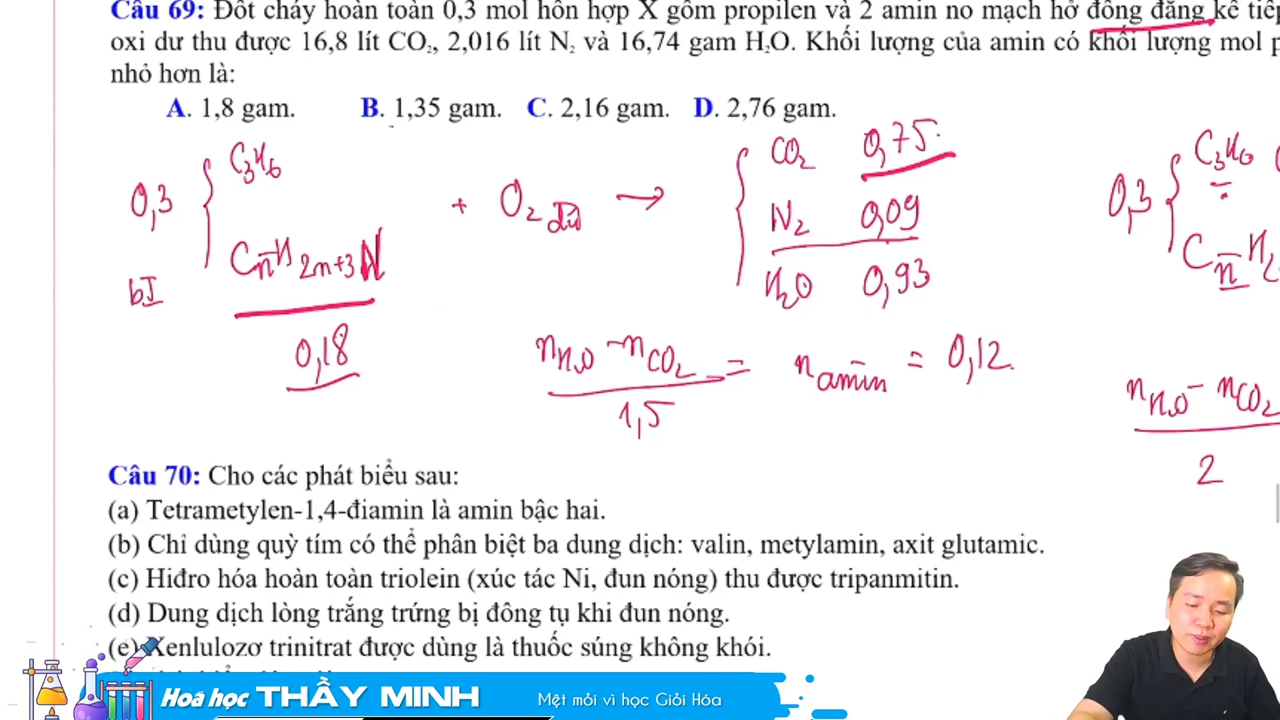 Câu 69: Đốt cháy hoàn toàn 0,3 mol hỗn hợp X gồm propilen và 2 amin no mạch hở đồng đẳng kế tiếp
oxi dư thu được 16,8 lít CO₂, 2,016 lít N₂ và 16,74 gam H₂O. Khối lượng của amin có khối lượng mol
nhỏ hơn là:
A. 1,8 gam. B. 1,35 gam. C. 2,16 gam. D. 2,76 gam.
0,3 { C₃H₆ + O₂ dư → { CO₂ 0,75
N₂ 0,09
CnH2n+3N
H₂O 0,93
bI
0,18
nH₂O - nCO₂ / 1,5 = namin = 0,12
0,3 { C₃H₆
CnH2
nH₂O - nCO₂
2
Câu 70: Cho các phát biểu sau:
(a) Tetrametylen-1,4-điamin là amin bậc hai.
(b) Chỉ dùng quỳ tím có thể phân biệt ba dung dịch: valin, metylamin, axit glutamic.
(c) Hiđro hóa hoàn toàn triolein (xúc tác Ni, đun nóng) thu được tripanmitin.
(d) Dung dịch lòng trắng trứng bị đông tụ khi đun nóng.
(e) Xenlulozơ trinitrat được dùng là thuốc súng không khói.
Hoá học THẦY MINH Mệt mỏi vì học Giỏi Hóa